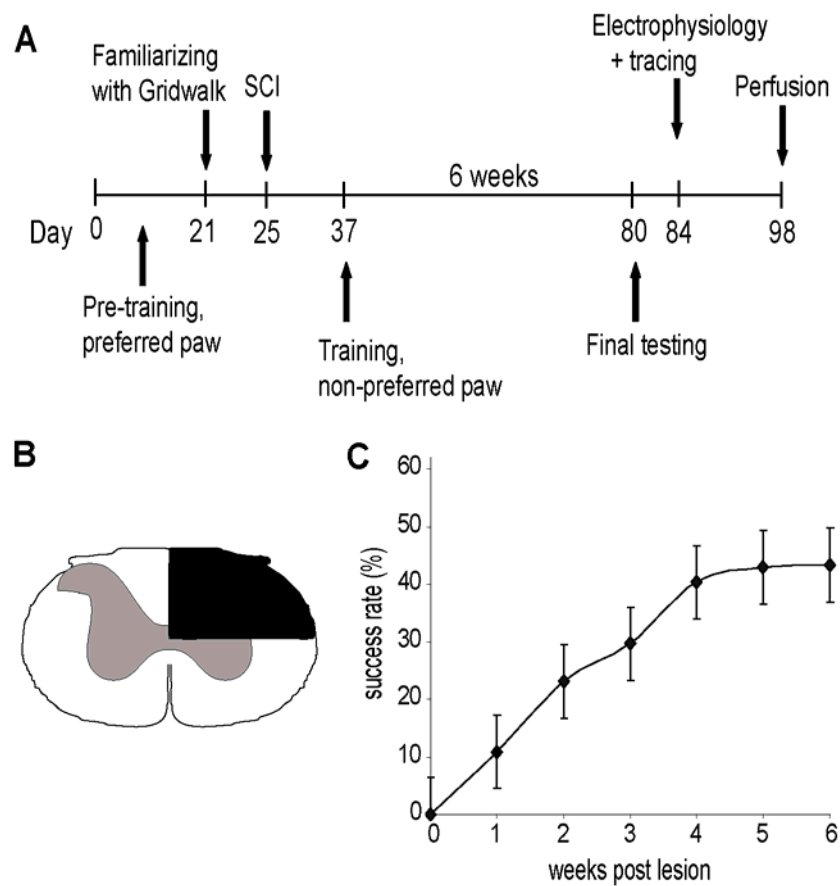 A
Familiarizing
with Gridwalk
SCI
Electrophysiology
+ tracing
Perfusion
6 weeks
Day 0 21 25 37 80 84 98
Pre-training,
preferred paw
Training,
non-preferred paw
Final testing
B
C
success rate (%)
60
50
40
30
20
10
0
0 1 2 3 4 5 6
weeks post lesion